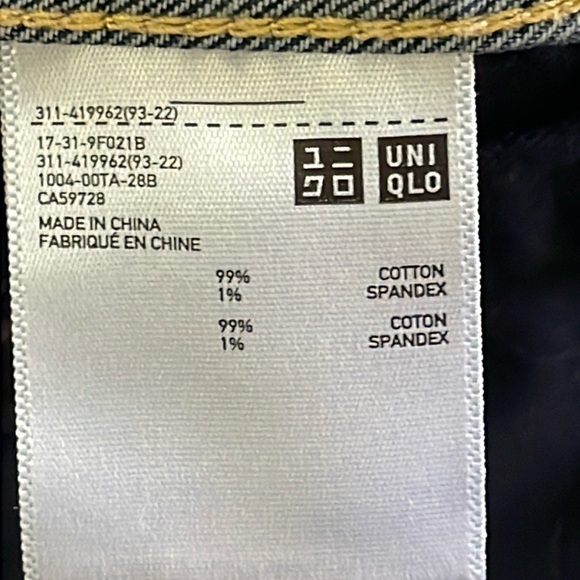 311-419962(93-22)
17-31-9F021B
311-419962(93-22)
1004-00TA-28B
CA59728
ユニ
クロ
UNI
QLO
MADE IN CHINA
FABRIQUÉ EN CHINE
99% COTTON
1% SPANDEX
99% COTON
1% SPANDEX